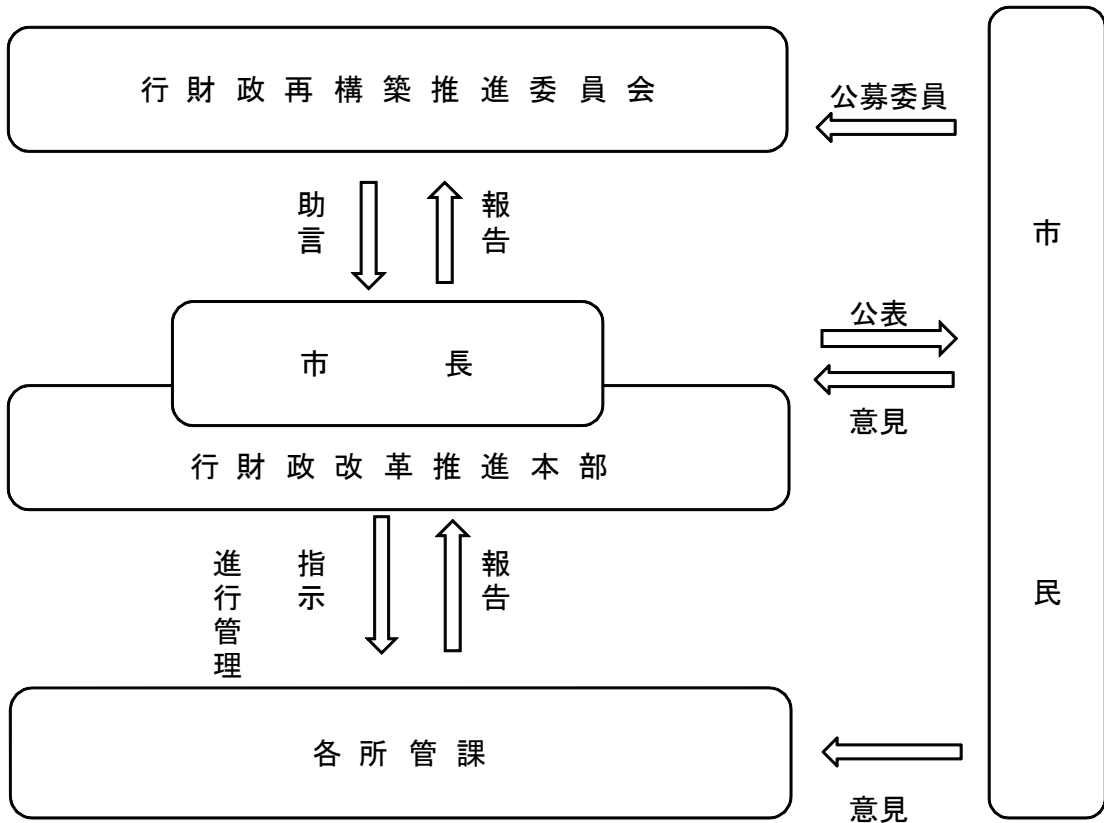 行財政再構築推進委員会
公募委員
助言
報告
市長
公表
意見
行財政改革推進本部
進行管理
指示
報告
各所管課
意見
市民